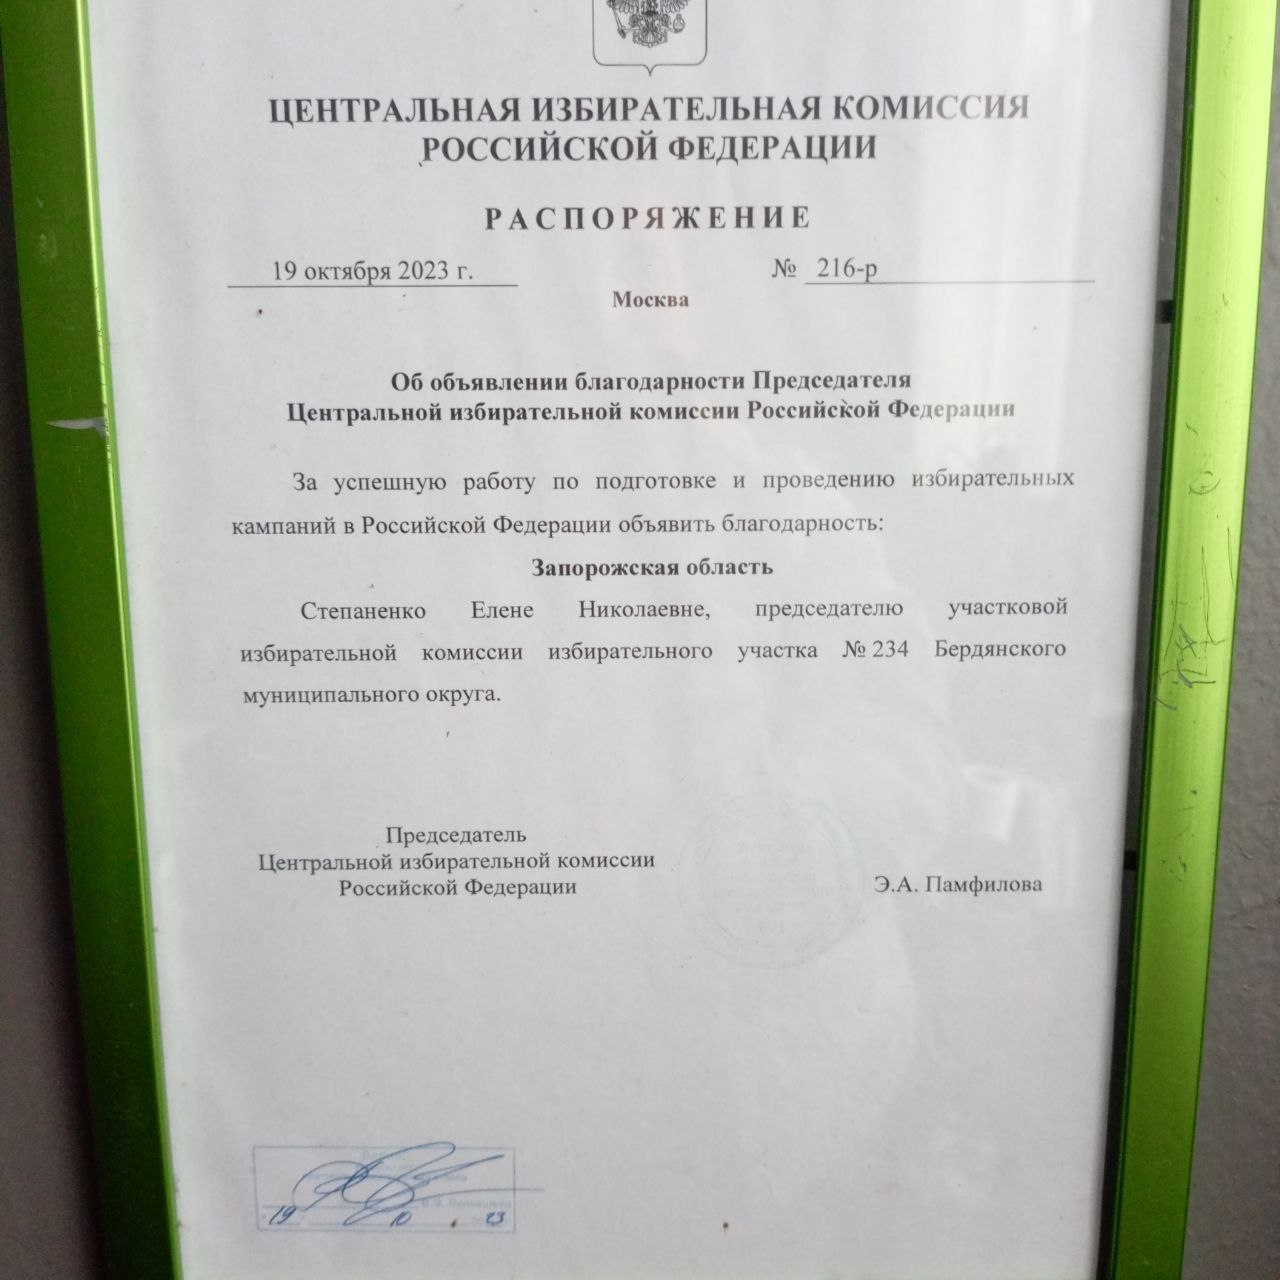 ЦЕНТРАЛЬНАЯ ИЗБИРАТЕЛЬНАЯ КОМИССИЯ
РОССИЙСКОЙ ФЕДЕРАЦИИ
РАСПОРЯЖЕНИЕ
19 октября 2023 г. № 216-р
Москва
Об объявлении благодарности Председателя
Центральной избирательной комиссии Российской Федерации
За успешную работу по подготовке и проведению избирательных
кампаний в Российской Федерации объявить благодарность:
Запорожская область
Степаненко Елене Николаевне, председателю участковой
избирательной комиссии избирательного участка № 234 Бердянского
муниципального округа.
Председатель
Центральной избирательной комиссии
Российской Федерации
Э.А. Памфилова
19 10 23